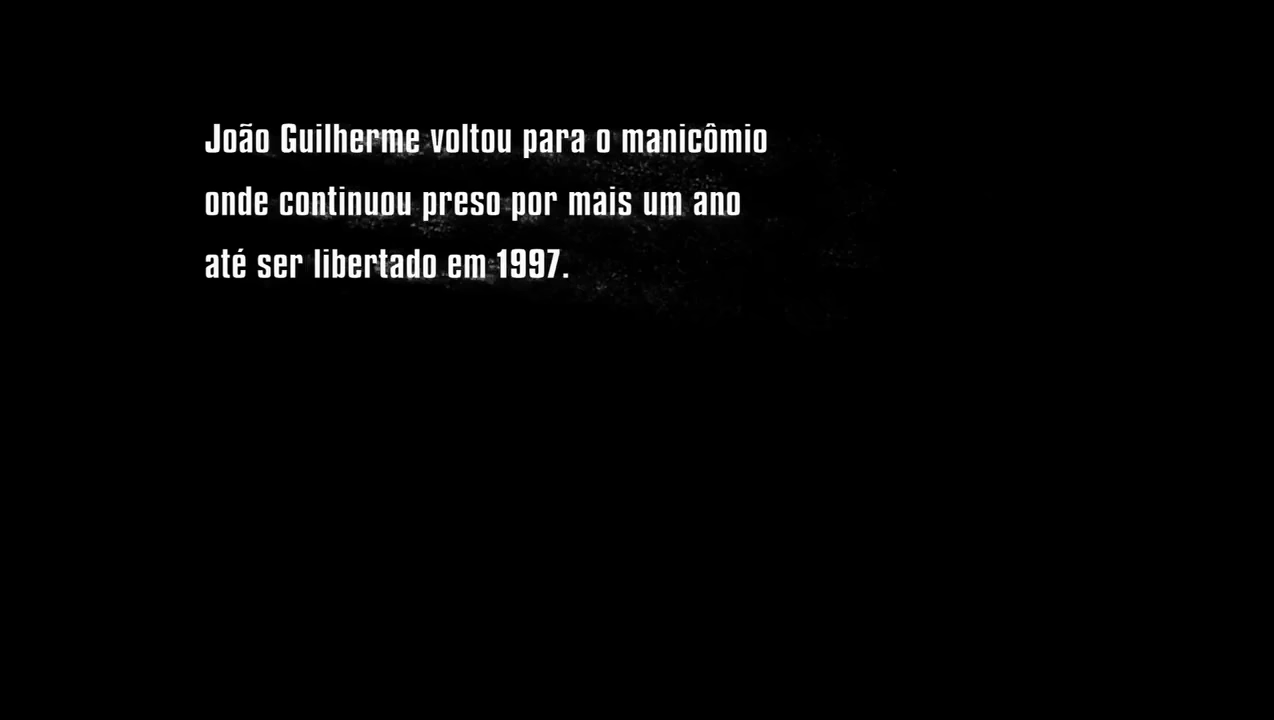 João Guilherme voltou para o manicômio
onde continuou preso por mais um ano
até ser libertado em 1997.